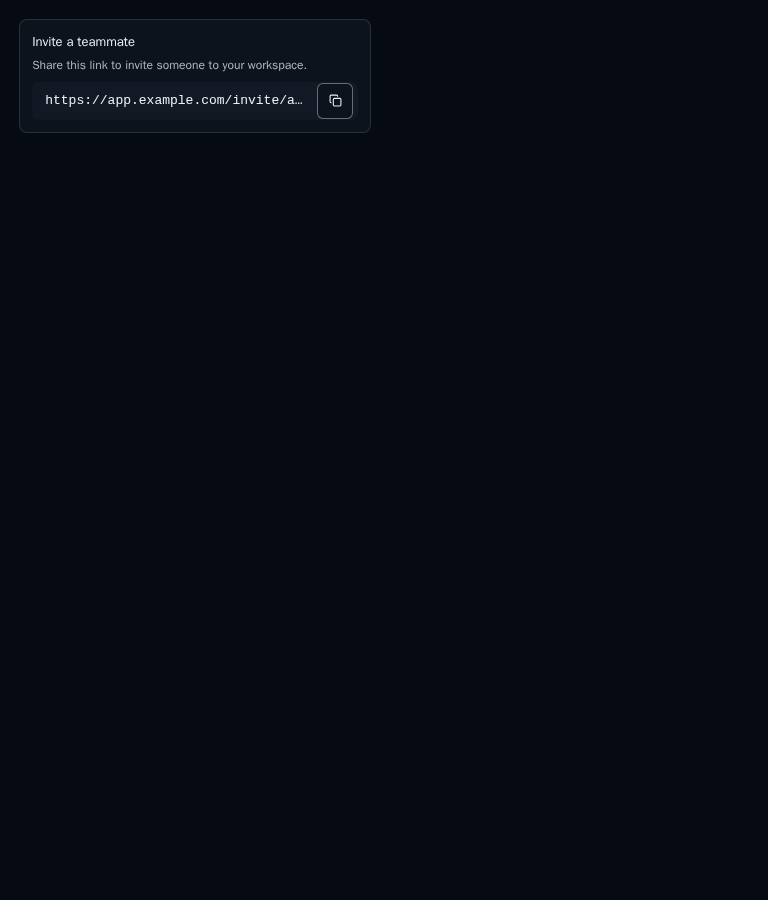 Invite a teammate
Share this link to invite someone to your workspace.
https://app.example.com/invite/a…